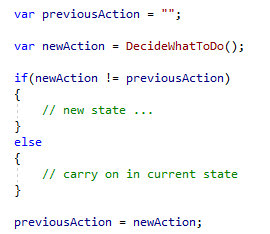 var previousAction = "";
var newAction = DecideWhatToDo();
if(newAction != previousAction)
{
// new state ...
}
else
{
// carry on in current state
}
previousAction = newAction;